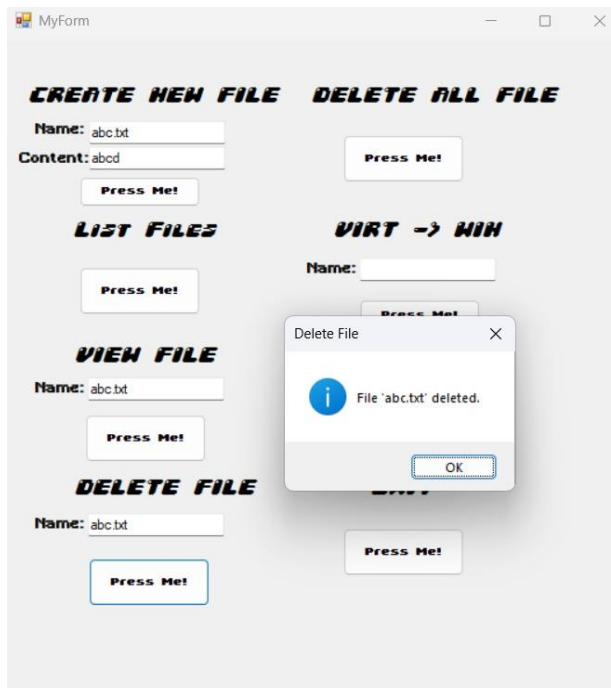 MyForm
CREATE NEW FILE
Name: abc.txt
Content: abcd
Press Me!
LIST FILES
Press Me!
VIEW FILE
Name: abc.txt
Press Me!
DELETE FILE
Name: abc.txt
Press Me!
DELETE ALL FILE
Press Me!
VIRT -> WIN
Name:
Press Me!
Delete File
File 'abc.txt' deleted.
OK
Press Me!